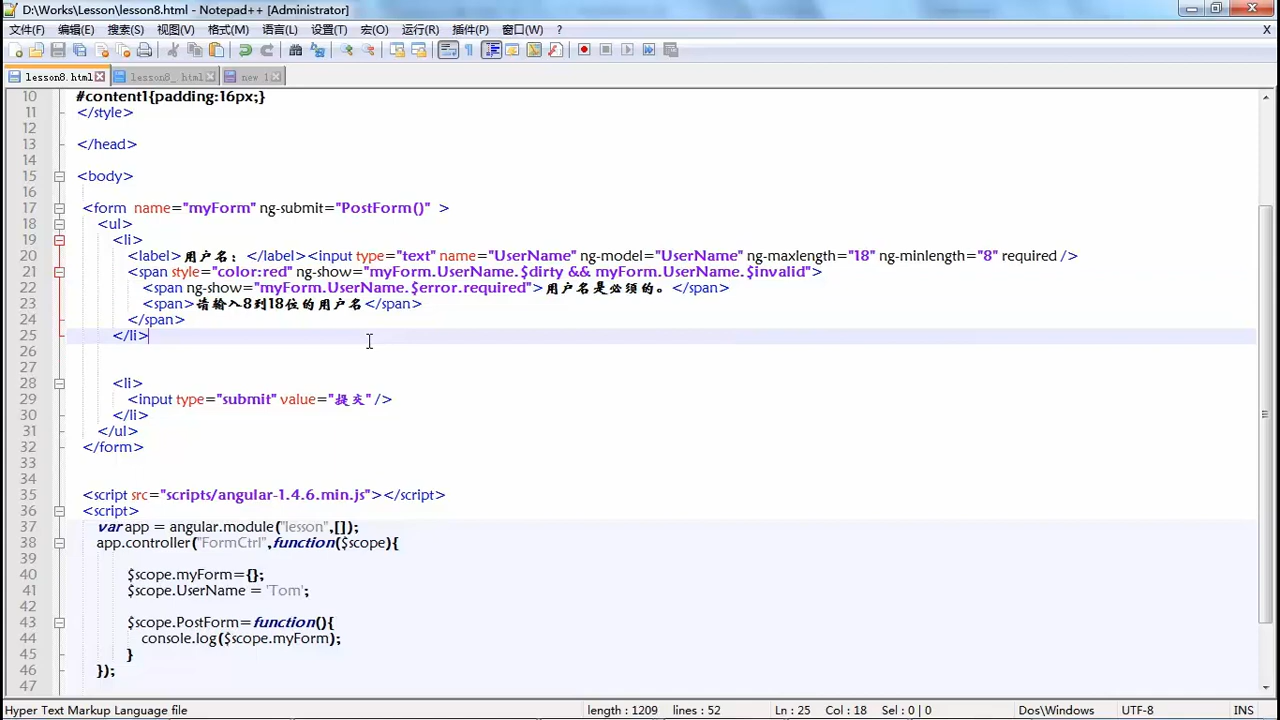 D:\Works\Lesson\lesson8.html - Notepad++ [Administrator]
文件(F) 编辑(E) 搜索(S) 视图(V) 格式(M) 语言(L) 设置(T) 宏(O) 运行(R) 插件(P) 窗口(W) ? X
lesson8.html lesson8_ html new 1
10 #content1{padding:16px;}
11 </style>
12
13 </head>
14
15 <body>
16
17 <form name="myForm" ng-submit="PostForm()" >
18 <ul>
19 <li>
20 <label>用户名：</label><input type="text" name="UserName" ng-model="UserName" ng-maxlength="18" ng-minlength="8" required />
21 <span style="color:red" ng-show="myForm.UserName.$dirty && myForm.UserName.$invalid">
22 <span ng-show="myForm.UserName.$error.required">用户名是必须的。</span>
23 <span>请输入8到18位的用户名</span>
24 </span>
25 </li>
26
27
28 <li>
29 <input type="submit" value="提交" />
30 </li>
31 </ul>
32 </form>
33
34
35 <script src="scripts/angular-1.4.6.min.js"></script>
36 <script>
37 var app = angular.module("lesson",[]);
38 app.controller("FormCtrl",function($scope){
39
40 $scope.myForm={};
41 $scope.UserName = 'Tom';
42
43 $scope.PostForm=function(){
44 console.log($scope.myForm);
45 }
46 });
47
Hyper Text Markup Language file length : 1209 lines : 52 Ln : 25 Col : 18 Sel : 0 | 0 Dos\Windows UTF-8 INS